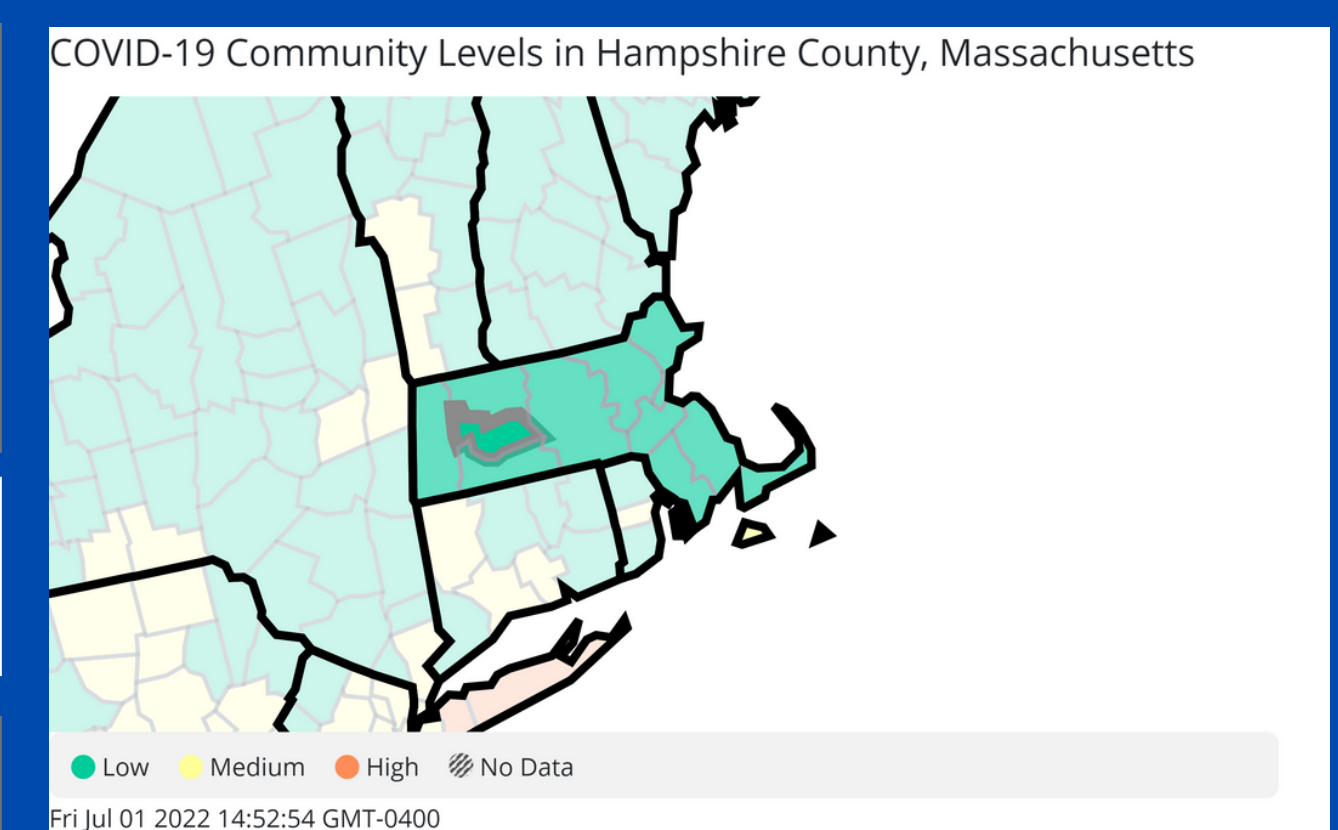 COVID-19 Community Levels in Hampshire County, Massachusetts
Low Medium High No Data
Fri Jul 01 2022 14:52:54 GMT-0400